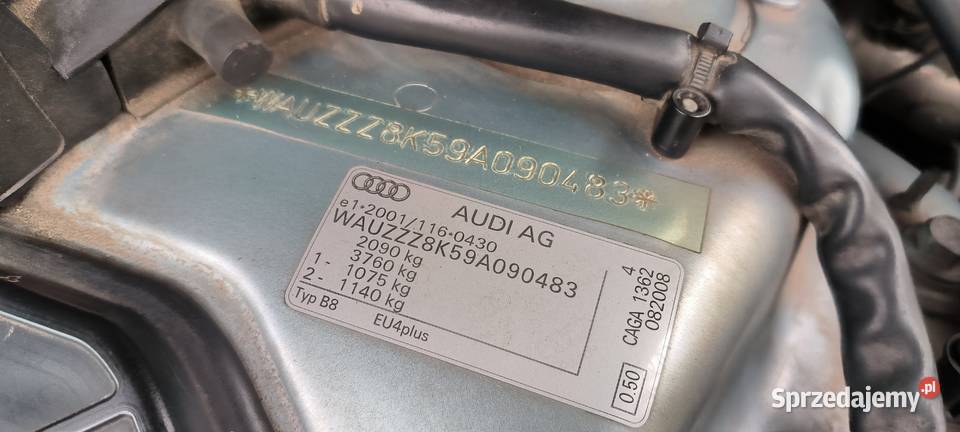 *WAUZZZ8K59A090483*
AUDI AG
e1*2001/116*0430
WAUZZZ8K59A090483
2090 kg
3760 kg
1- 1075 kg
2- 1140 kg
Typ B8
EU4plus
4
CAGA 1362
082008
0.50
Sprzedajemy.pl